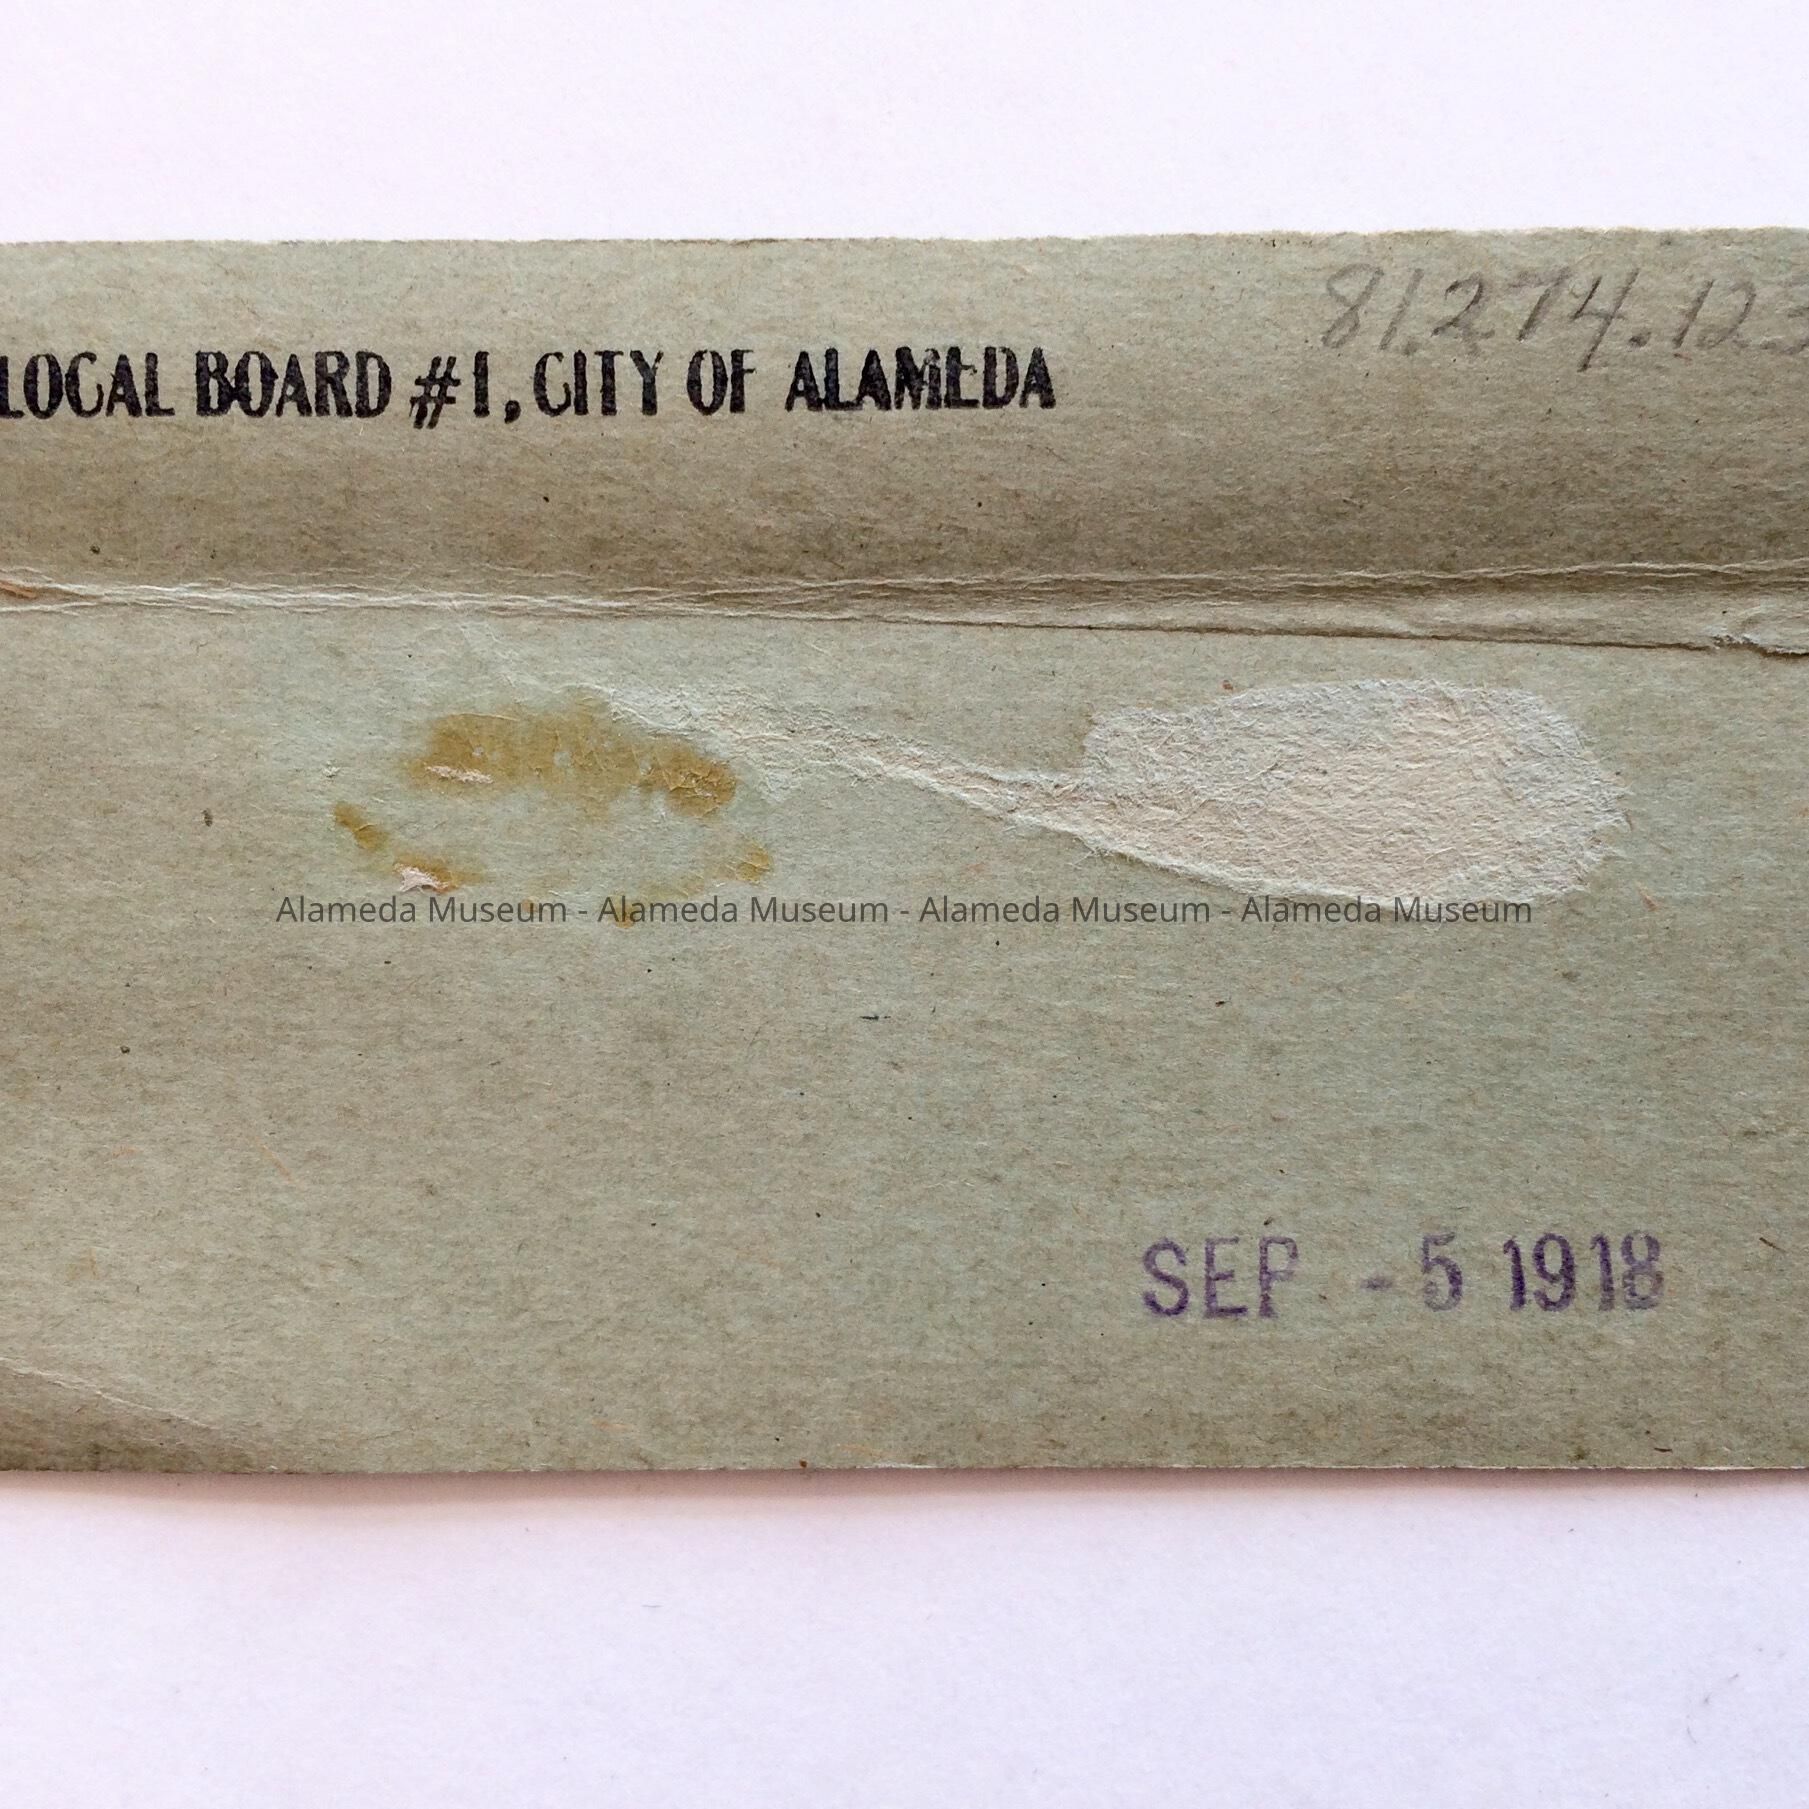 81.274.123
LOCAL BOARD #1, CITY OF ALAMEDA
Alameda Museum - Alameda Museum - Alameda Museum - Alameda Museum
SEP - 5 1918